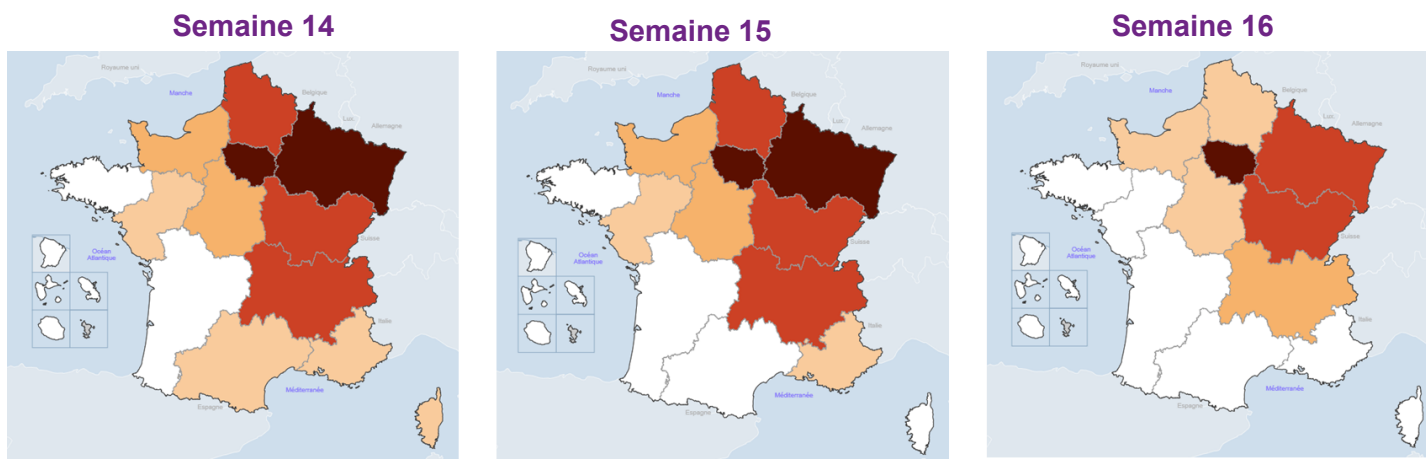 Semaine 14
Semaine 15
Semaine 16
Royaume uni
Manche
Belgique
Lux.
Allemagne
Suisse
Océan
Atlantique
Italie
Méditerranée
Espagne
Royaume uni
Manche
Belgique
Lux.
Allemagne
Suisse
Océan
Atlantique
Italie
Méditerranée
Espagne
Royaume uni
Manche
Belgique
Lux.
Allemagne
Suisse
Océan
Atlantique
Italie
Méditerranée
Espagne